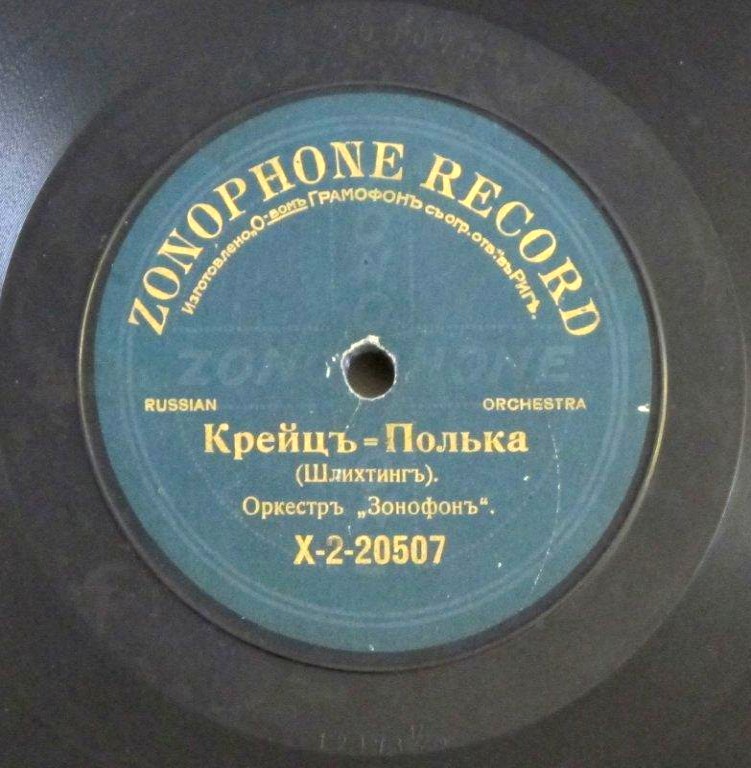 ZONOPHONE RECORD
Изготовлено „О-вомъ ГРАМОФОНЪ съ огр. отв.“ въ Ригѣ.
ZONOPHONE
RUSSIAN ORCHESTRA
Крейцъ=Полька
(Шлихтингъ).
Оркестръ „Зонофонъ“.
X-2-20507